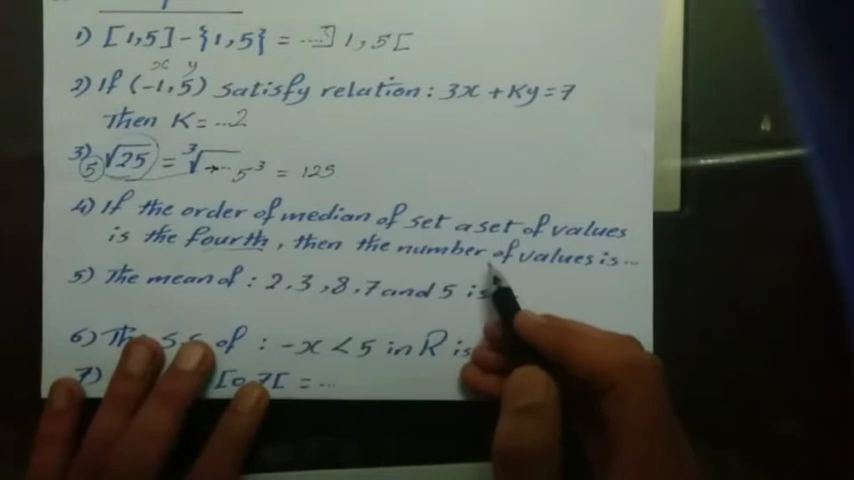 1) [1,5] - {1,5} = ....] 1,5 [
x y
2) If (-1,5) satisfy relation: 3x + Ky = 7
Then K = ...2
3) 5 √25 = ³√→... 5³ = 125
4) If the order of median of set a set of values
is the fourth, then the number of values is ...
5) The mean of : 2,3,8,7 and 5 is
6) The S.S of : -x < 5 in R is
7) [0,7[ = ...